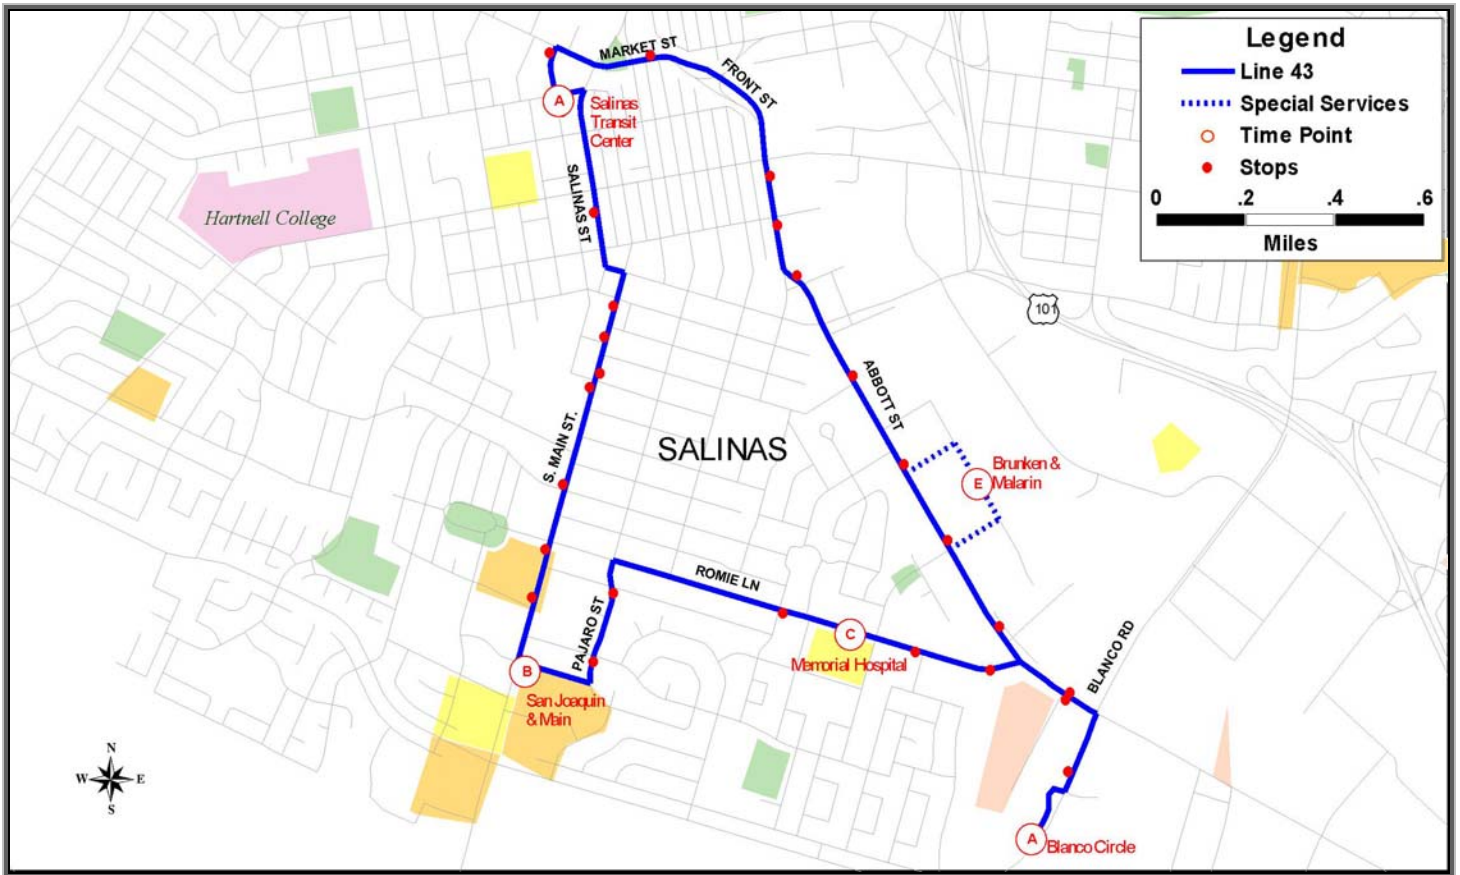 Legend
Line 43
Special Services
Time Point
Stops
0 .2 .4 .6
Miles
MARKET ST
FRONT ST
A
Salinas
Transit
Center
SALINAS ST
Hartnell College
101
ABBOTT ST
S. MAIN ST.
SALINAS
E
Brunken &
Malarin
ROMIE LN
PAJARO ST
C
Memorial Hospital
BLANCO RD
B
San Joaquin
& Main
N
W E
S
A
Blanco Circle